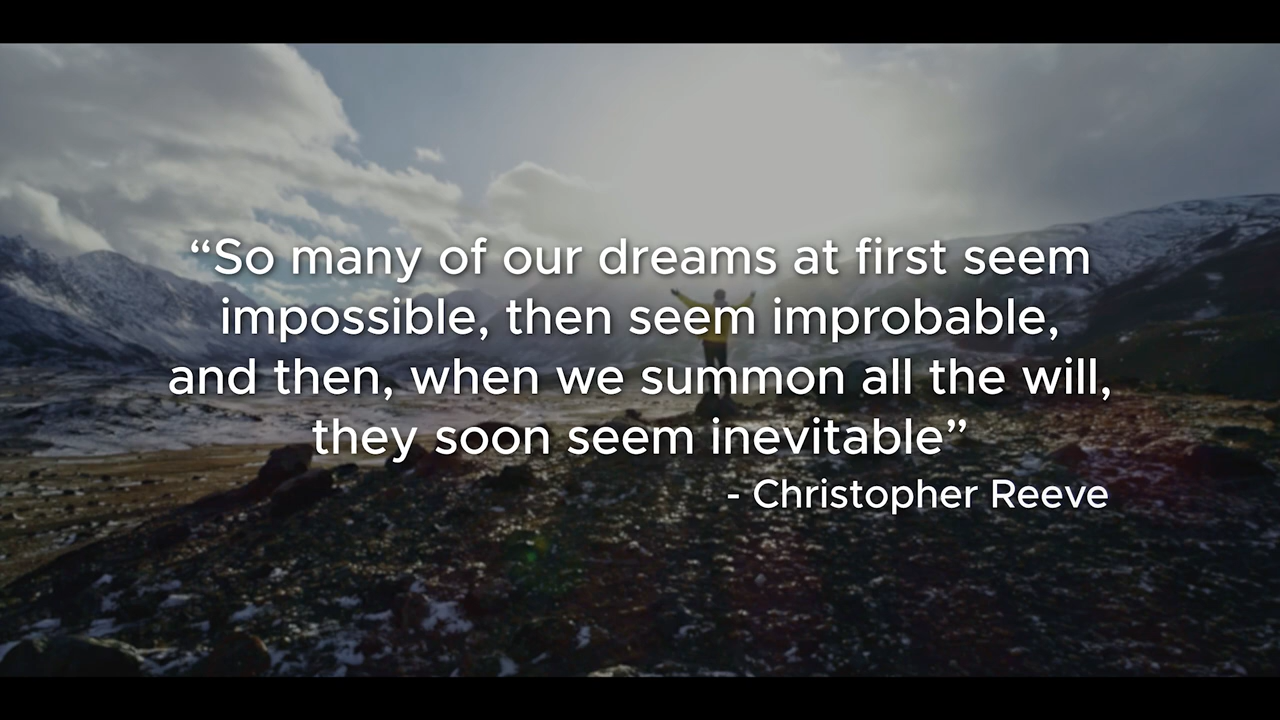 “So many of our dreams at first seem
impossible, then seem improbable,
and then, when we summon all the will,
they soon seem inevitable”
- Christopher Reeve